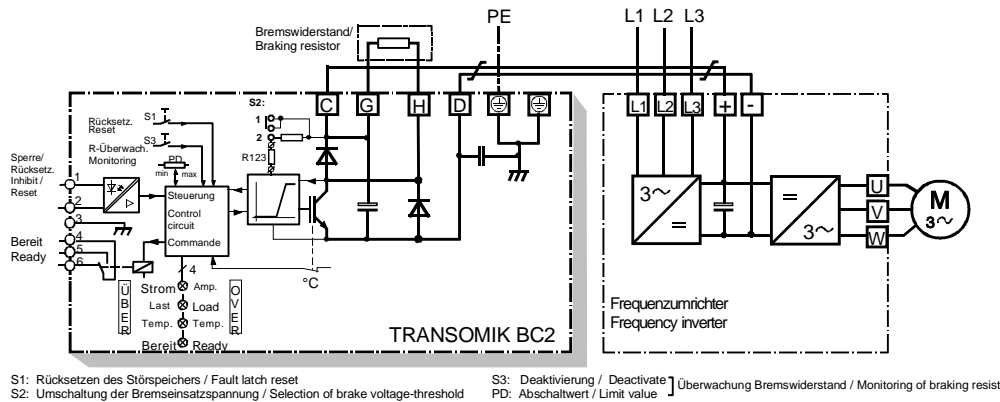 Bremswiderstand/
Braking resistor
PE
L1 L2 L3
S2:
C G H D
L1 L2 L3 + -
1
2
R123
S1
Rücksetz.
Reset
S3
R-Überwach.
Monitoring
PD
min max
Sperre/
Rücksetz.
Inhibit /
Reset
1
2
3
4
5
6
Steuerung
Control
circuit
Commande
Bereit
Ready
4
°C
ÜBER
OVER
Strom Amp.
Last Load
Temp. Temp.
Bereit Ready
TRANSOMIK BC2
3~
=
=
3~
U
V
W
M
3~
Frequenzumrichter
Frequency inverter
S1: Rücksetzen des Störspeichers / Fault latch reset
S2: Umschaltung der Bremseinsatzspannung / Selection of brake voltage-threshold
S3: Deaktivierung / Deactivate
PD: Abschaltwert / Limit value
] Überwachung Bremswiderstand / Monitoring of braking resist